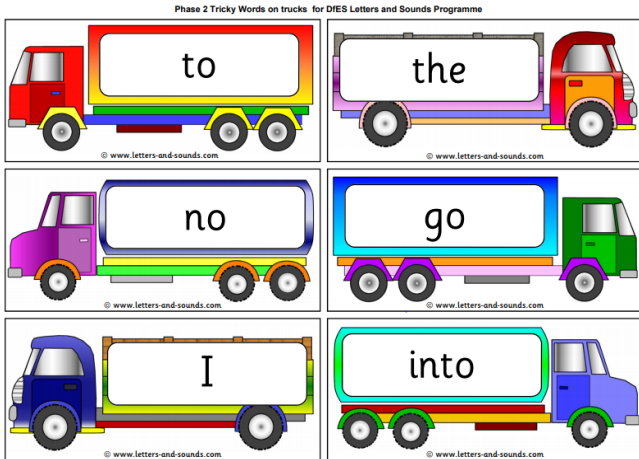 Phase 2 Tricky Words on trucks for DfES Letters and Sounds Programme
to
the
© www.letters-and-sounds.com
© www.letters-and-sounds.com
no
go
© www.letters-and-sounds.com
© www.letters-and-sounds.com
I
into
© www.letters-and-sounds.com
© www.letters-and-sounds.com